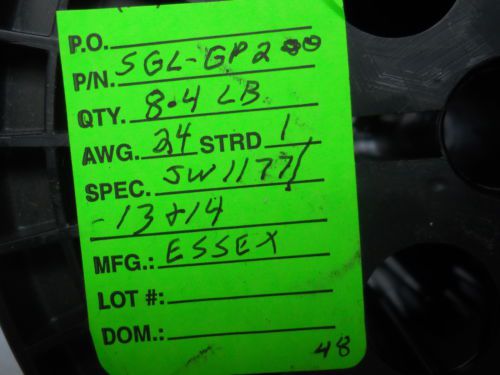 P.O.
P/N. SGL-GP200
QTY. 8.4 LB
AWG. 24 STRD 1
SPEC. JW1177/
-13 & 14
MFG.: ESSEX
LOT #:
DOM.:
48